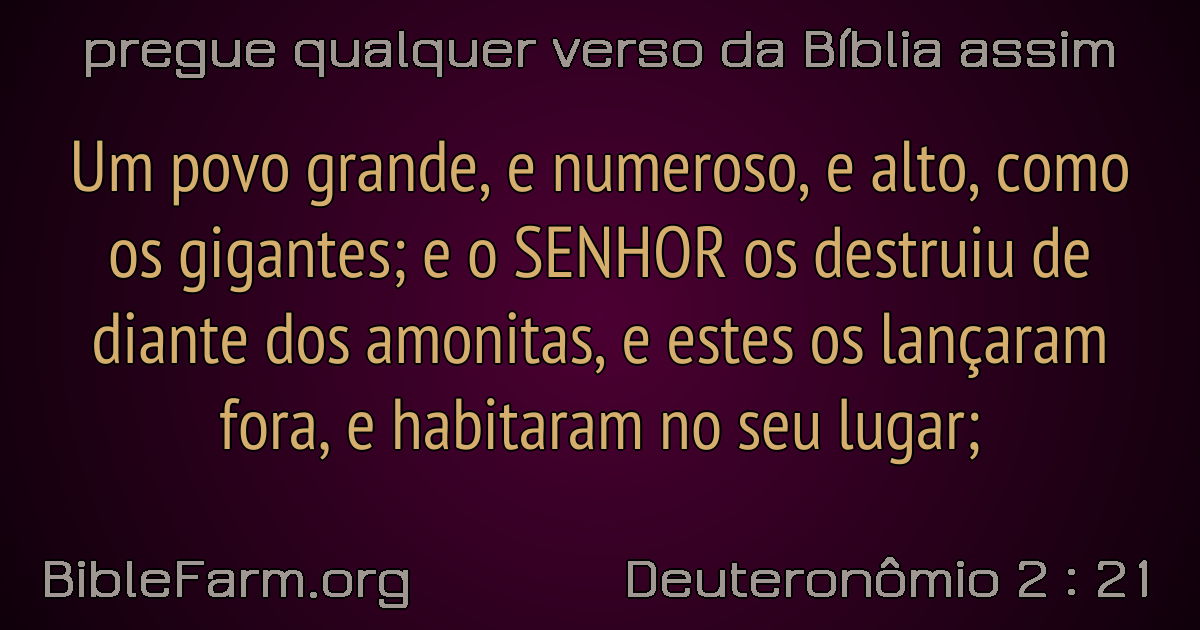 pregue qualquer verso da Bíblia assim
Um povo grande, e numeroso, e alto, como
os gigantes; e o SENHOR os destruiu de
diante dos amonitas, e estes os lançaram
fora, e habitaram no seu lugar;
BibleFarm.org
Deuteronômio 2 : 21